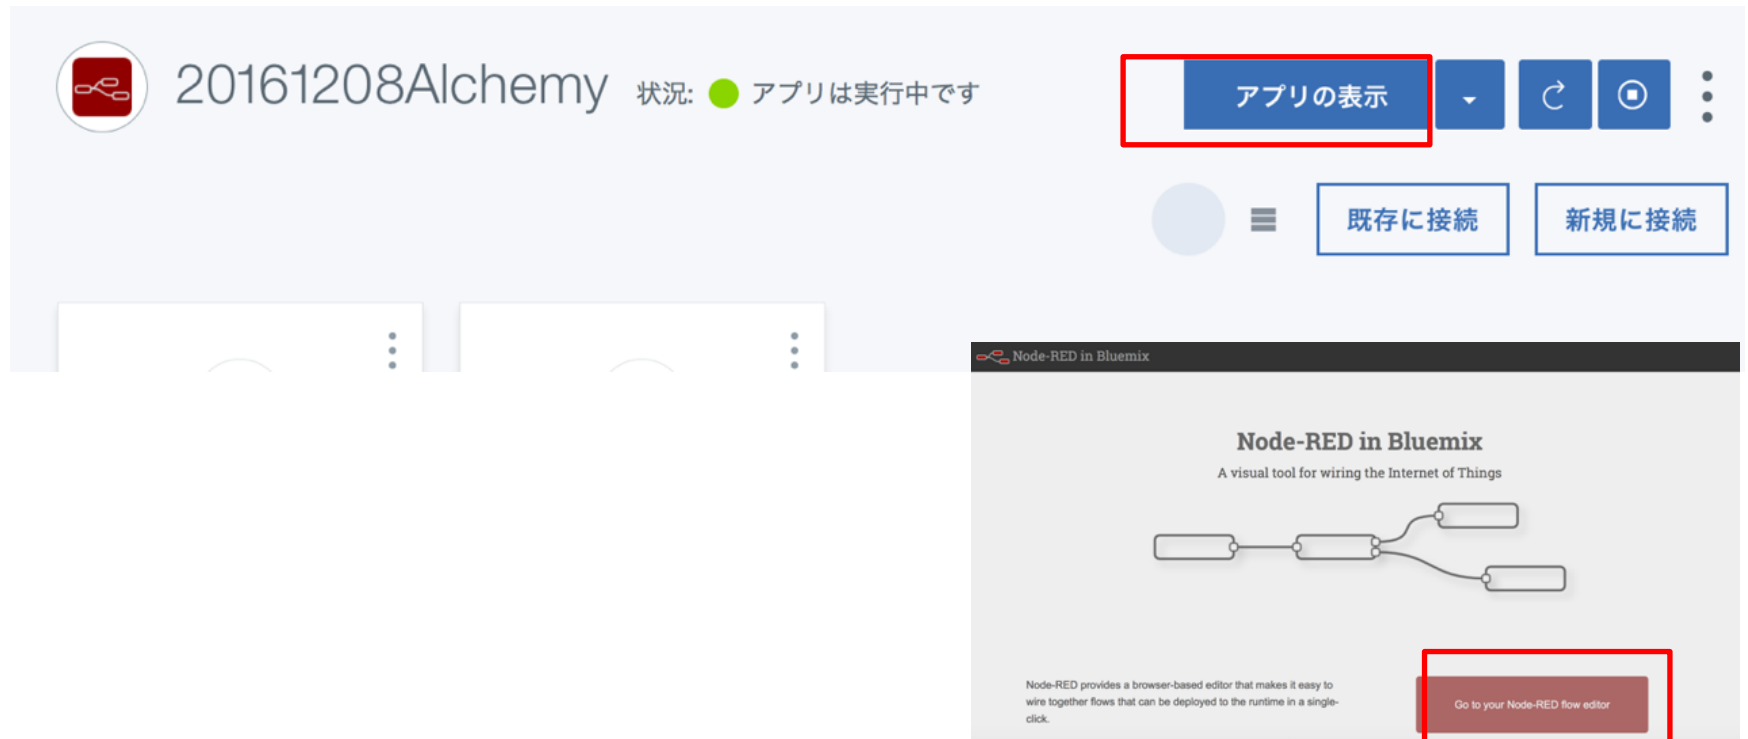 20161208Alchemy 状況: アプリは実行中です アプリの表示
既存に接続 新規に接続
Node-RED in Bluemix
Node-RED in Bluemix
A visual tool for wiring the Internet of Things
Node-RED provides a browser-based editor that makes it easy to
wire together flows that can be deployed to the runtime in a single-
click.
Go to your Node-RED flow editor